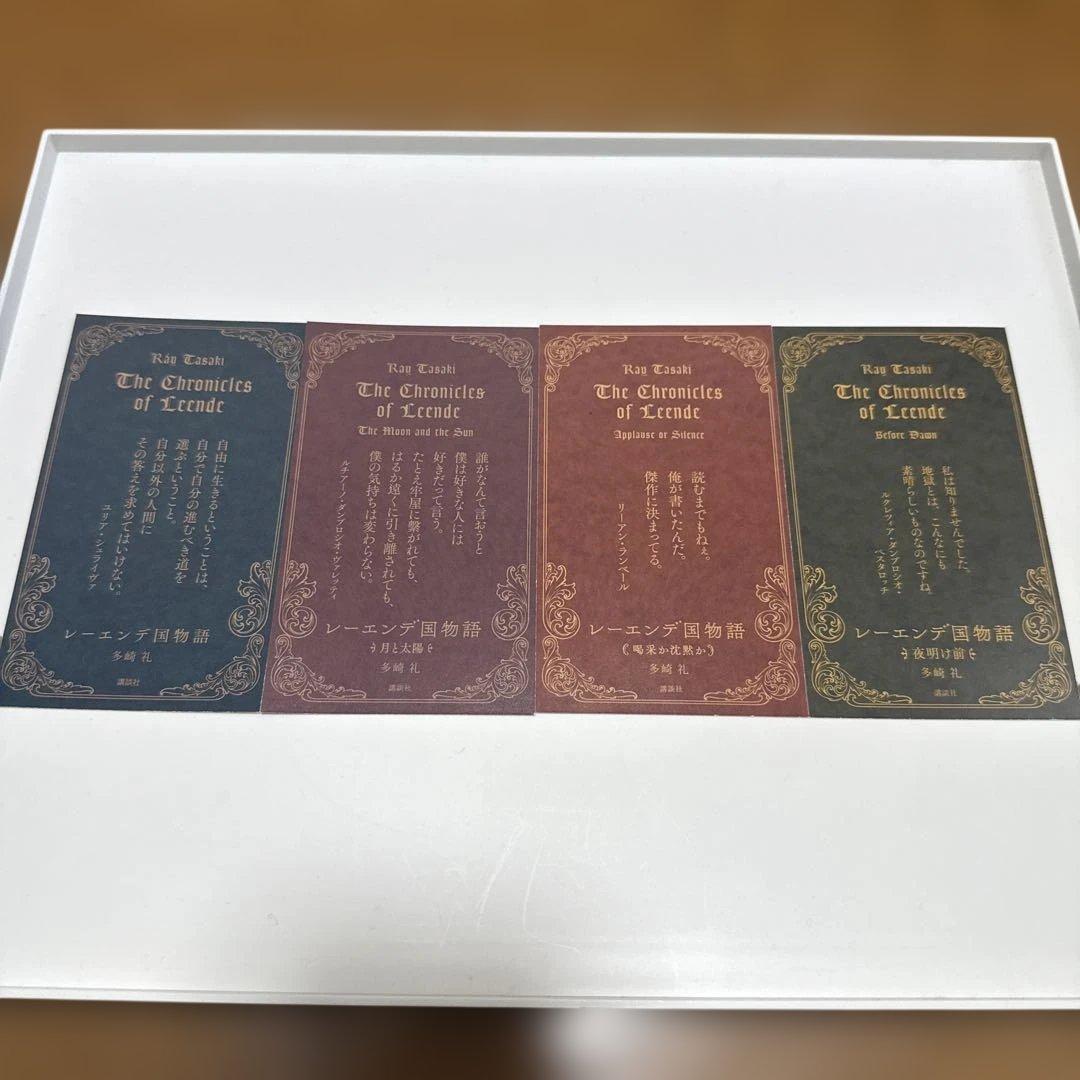 Ray Tasaki
The Chronicles
of Leende
自由に生きるということは、
自分で自分の進むべき道を
選ぶということ。
自分以外の人間に
その答えを求めてはいけない。
ユリア・シュライヴァ
レーエンデ国物語
多崎 礼
講談社
Ray Tasaki
The Chronicles
of Leende
The Moon and the Sun
誰がなんて言おうと
僕は好きな人には
好きだって言う。
たとえ牢屋に繋がれても、
はるか遠くに引き離されても、
僕の気持ちは変わらない。
ルチアーノ・ダンブロシオ・ヴァレッティ
レーエンデ国物語
月と太陽
多崎 礼
講談社
Ray Tasaki
The Chronicles
of Leende
Applause or Silence
読むまでもねぇ。
俺が書いたんだ。
傑作に決まってる。
リーアン・ランベール
レーエンデ国物語
喝采か沈黙か
多崎 礼
講談社
Ray Tasaki
The Chronicles
of Leende
Before Dawn
私は知りませんでした。
地獄とは、こんなにも
素晴らしいものなのですね。
ルクレツィア・ダンブロシオ・
ペスタロッチ
レーエンデ国物語
夜明け前
多崎 礼
講談社